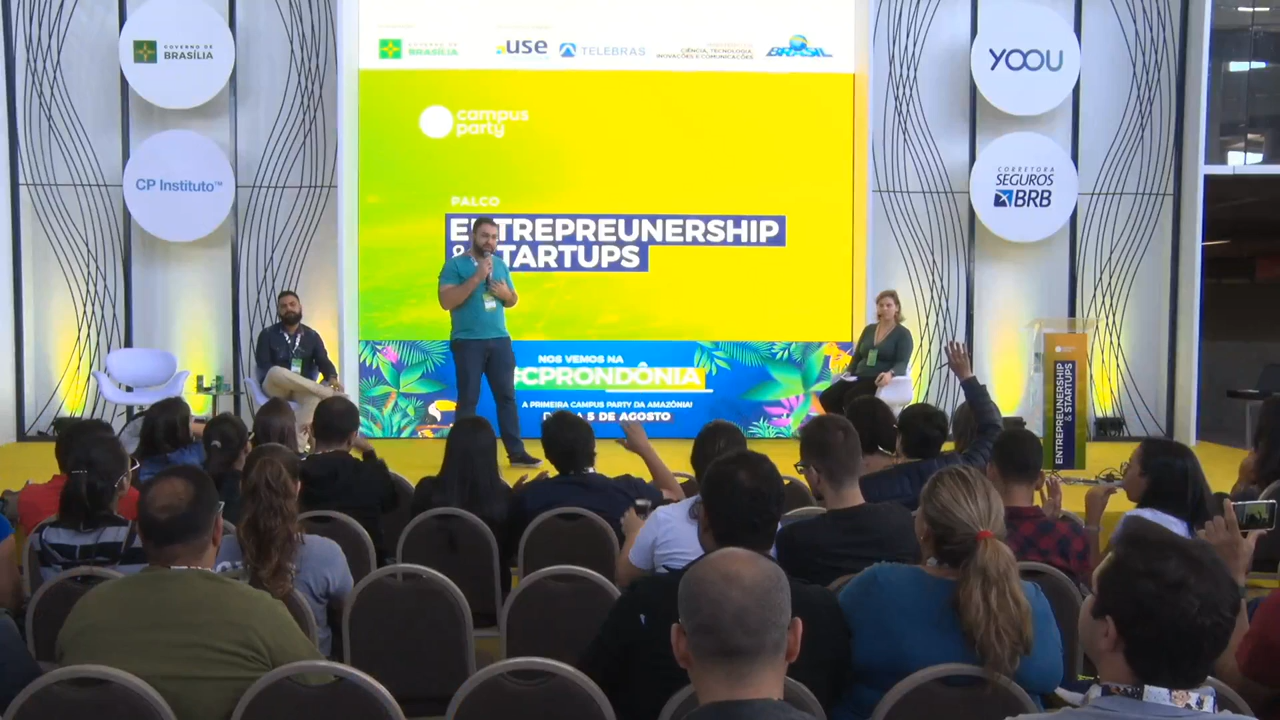 GOVERNO DE
BRASÍLIA
CP Instituto™
GOVERNO DE
BRASÍLIA
use
TELEBRAS
CIÊNCIA, TECNOLOGIA,
INOVAÇÕES E COMUNICAÇÕES
BRASIL
campus
party
PALCO
ENTREPREUNERSHIP
& STARTUPS
NOS VEMOS NA
#CPRONDÔNIA
A PRIMEIRA CAMPUS PARTY DA AMAZÔNIA!
5 DE AGOSTO
YOOU
CORRETORA
SEGUROS
BRB
ENTREPREUNERSHIP
& STARTUPS